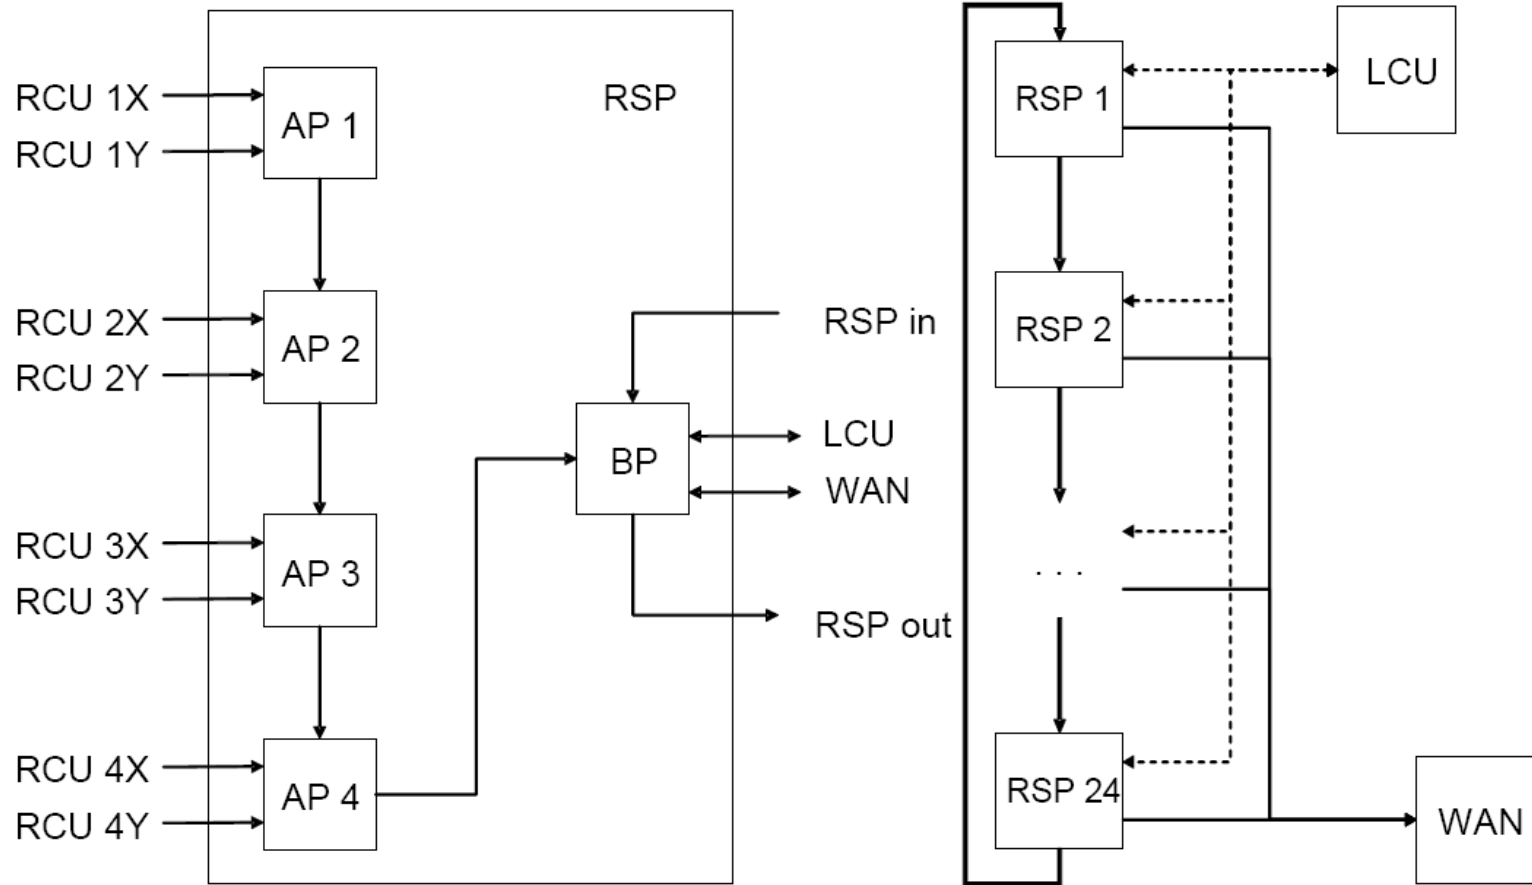 RCU 1X
RCU 1Y
AP 1
RSP
RCU 2X
RCU 2Y
AP 2
RCU 3X
RCU 3Y
AP 3
RCU 4X
RCU 4Y
AP 4
BP
RSP in
LCU
WAN
RSP out
RSP 1
LCU
RSP 2
. . .
RSP 24
WAN